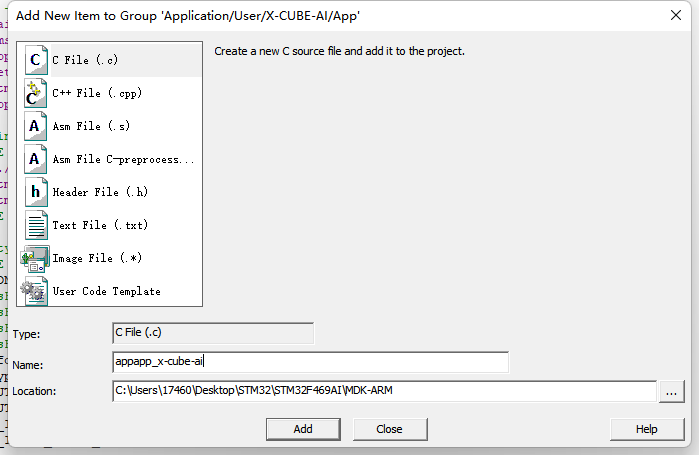 Add New Item to Group 'Application/User/X-CUBE-AI/App'
C File (.c)
C++ File (.cpp)
Asm File (.s)
Asm File C-preprocess...
Header File (.h)
Text File (.txt)
Image File (.*)
User Code Template
Create a new C source file and add it to the project.
Type:
C File (.c)
Name:
appapp_x-cube-ai
Location:
C:\Users\17460\Desktop\STM32\STM32F469AI\MDK-ARM
...
Add
Close
Help